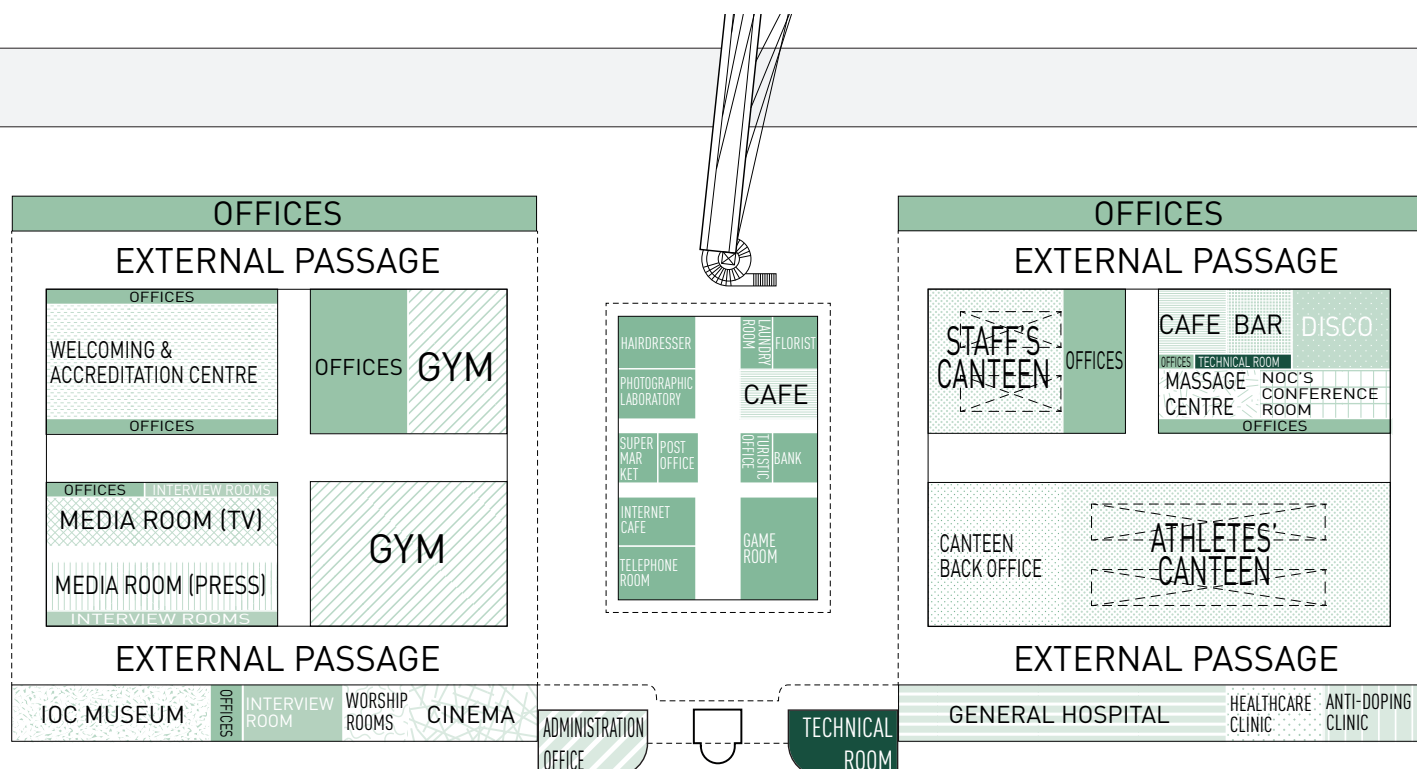 OFFICES
EXTERNAL PASSAGE
OFFICES
WELCOMING &
ACCREDITATION CENTRE
OFFICES
OFFICES
GYM
OFFICES
INTERVIEW ROOMS
MEDIA ROOM (TV)
MEDIA ROOM (PRESS)
INTERVIEW ROOMS
GYM
EXTERNAL PASSAGE
IOC MUSEUM
OFFICES
INTERVIEW
ROOM
WORSHIP
ROOMS
CINEMA
HAIRDRESSER
LAUNDRY
ROOM
FLORIST
PHOTOGRAPHIC
LABORATORY
CAFE
SUPER
MAR
KET
POST
OFFICE
TURISTIC
OFFICE
BANK
INTERNET
CAFE
GAME
ROOM
TELEPHONE
ROOM
ADMINISTRATION
OFFICE
TECHNICAL
ROOM
OFFICES
EXTERNAL PASSAGE
STAFF'S
CANTEEN
OFFICES
CAFE
BAR
DISCO
OFFICES
TECHNICAL ROOM
MASSAGE
CENTRE
NOC'S
CONFERENCE
ROOM
OFFICES
CANTEEN
BACK OFFICE
ATHLETES'
CANTEEN
EXTERNAL PASSAGE
GENERAL HOSPITAL
HEALTHCARE
CLINIC
ANTI-DOPING
CLINIC